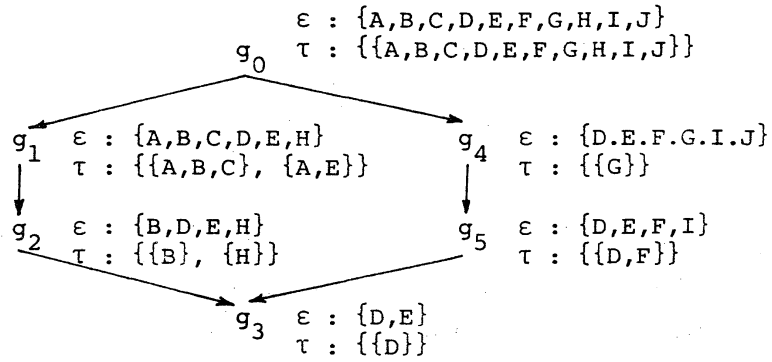 ε : {A,B,C,D,E,F,G,H,I,J}
g0 τ : {{A,B,C,D,E,F,G,H,I,J}}
g1 ε : {A,B,C,D,E,H}
τ : {{A,B,C}, {A,E}}
g4 ε : {D.E.F.G.I.J}
τ : {{G}}
g2 ε : {B,D,E,H}
τ : {{B}, {H}}
g5 ε : {D,E,F,I}
τ : {{D,F}}
g3 ε : {D,E}
τ : {{D}}